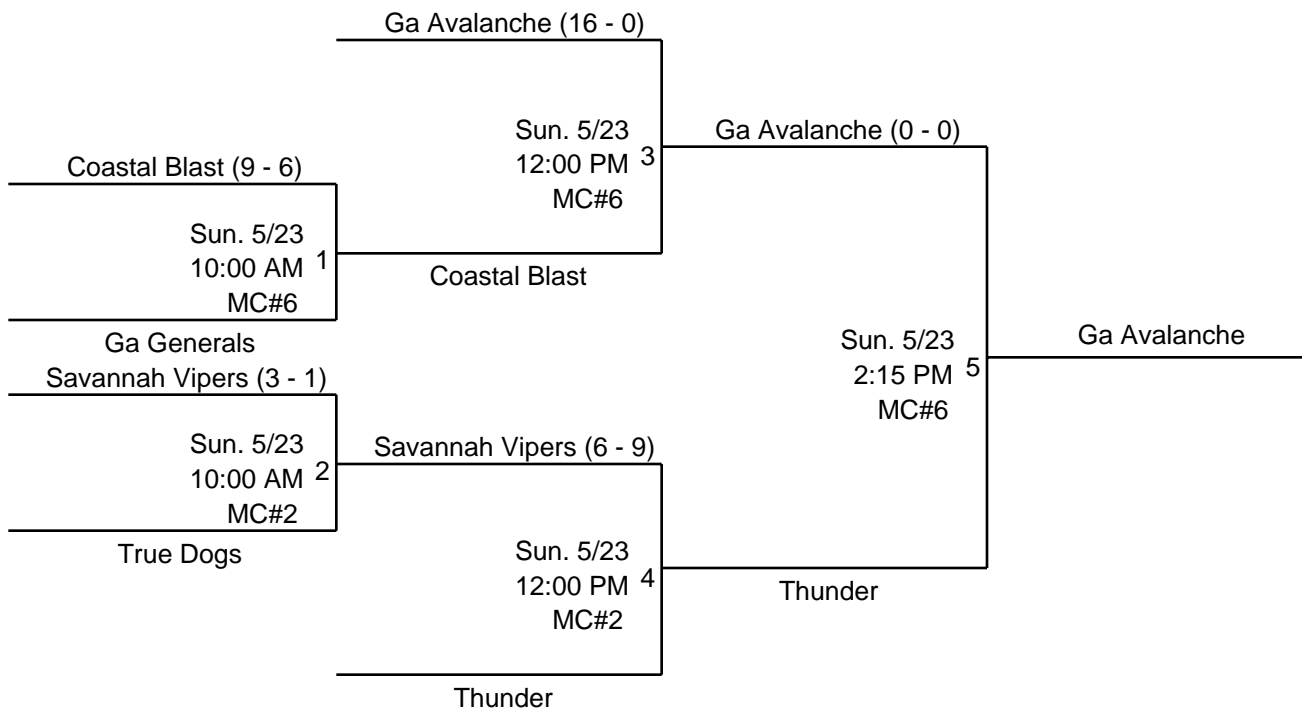 Ga Avalanche (16 - 0)
Sun. 5/23
12:00 PM 3
MC#6
Ga Avalanche (0 - 0)
Coastal Blast (9 - 6)
Sun. 5/23
10:00 AM 1
MC#6
Coastal Blast
Ga Generals
Savannah Vipers (3 - 1)
Sun. 5/23
10:00 AM 2
MC#2
True Dogs
Savannah Vipers (6 - 9)
Sun. 5/23
12:00 PM 4
MC#2
Thunder
Sun. 5/23
2:15 PM 5
MC#6
Thunder
Ga Avalanche